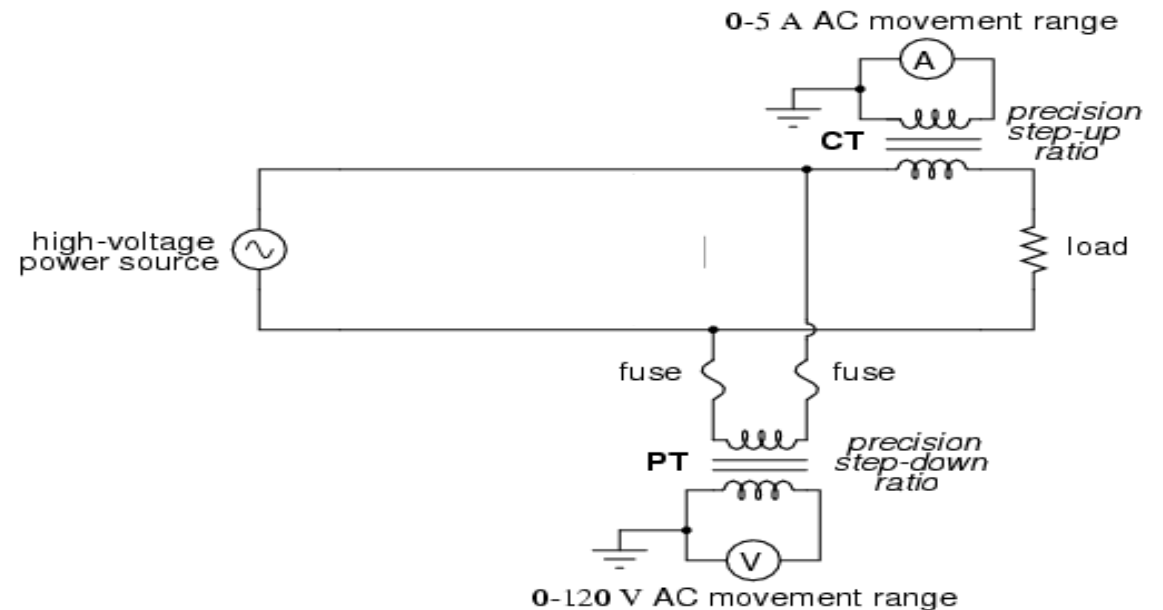 0-5 A AC movement range
A
precision
step-up
ratio
CT
high-voltage
power source
load
fuse
fuse
PT
precision
step-down
ratio
V
0-120 V AC movement range